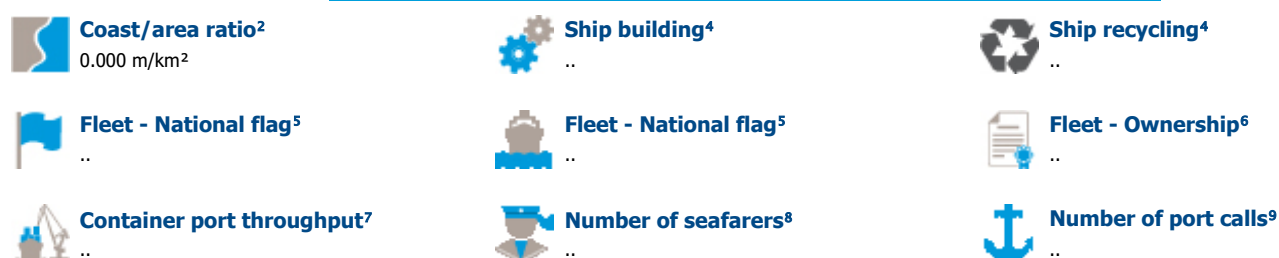 Coast/area ratio² Ship building⁴ Ship recycling⁴
0.000 m/km² .. ..
Fleet - National flag⁵ Fleet - National flag⁵ Fleet - Ownership⁶
.. .. ..
Container port throughput⁷ Number of seafarers⁸ Number of port calls⁹
.. .. ..